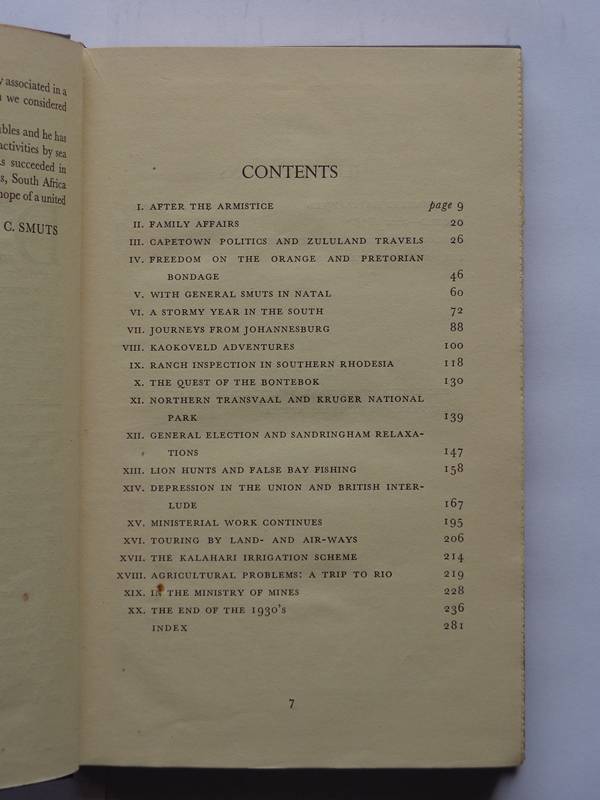 y associated in a
we considered
bles and he has
activities by sea
s succeeded in
s, South Africa
hope of a united
C. SMUTS
CONTENTS
I. AFTER THE ARMISTICE page 9
II. FAMILY AFFAIRS 20
III. CAPETOWN POLITICS AND ZULULAND TRAVELS 26
IV. FREEDOM ON THE ORANGE AND PRETORIAN
BONDAGE 46
V. WITH GENERAL SMUTS IN NATAL 60
VI. A STORMY YEAR IN THE SOUTH 72
VII. JOURNEYS FROM JOHANNESBURG 88
VIII. KAOKOVELD ADVENTURES 100
IX. RANCH INSPECTION IN SOUTHERN RHODESIA 118
X. THE QUEST OF THE BONTEBOK 130
XI. NORTHERN TRANSVAAL AND KRUGER NATIONAL
PARK 139
XII. GENERAL ELECTION AND SANDRINGHAM RELAXA-
TIONS 147
XIII. LION HUNTS AND FALSE BAY FISHING 158
XIV. DEPRESSION IN THE UNION AND BRITISH INTER-
LUDE 167
XV. MINISTERIAL WORK CONTINUES 195
XVI. TOURING BY LAND- AND AIR-WAYS 206
XVII. THE KALAHARI IRRIGATION SCHEME 214
XVIII. AGRICULTURAL PROBLEMS: A TRIP TO RIO 219
XIX. IN THE MINISTRY OF MINES 228
XX. THE END OF THE 1930's 236
INDEX 281
7